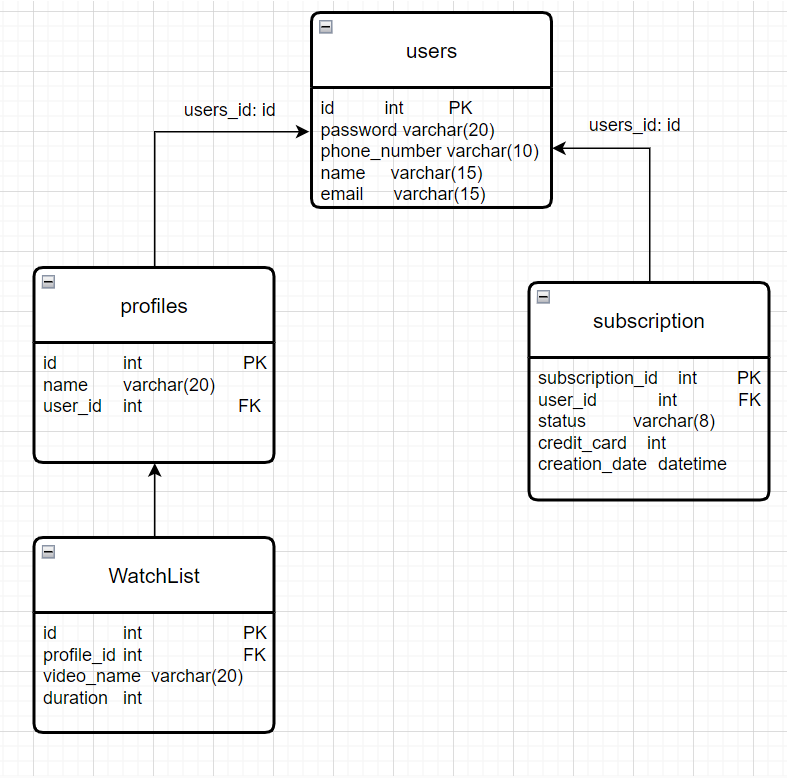 users
id int PK
password varchar(20)
phone_number varchar(10)
name varchar(15)
email varchar(15)
users_id: id
users_id: id
profiles
id int PK
name varchar(20)
user_id int FK
subscription
subscription_id int PK
user_id int FK
status varchar(8)
credit_card int
creation_date datetime
WatchList
id int PK
profile_id int FK
video_name varchar(20)
duration int